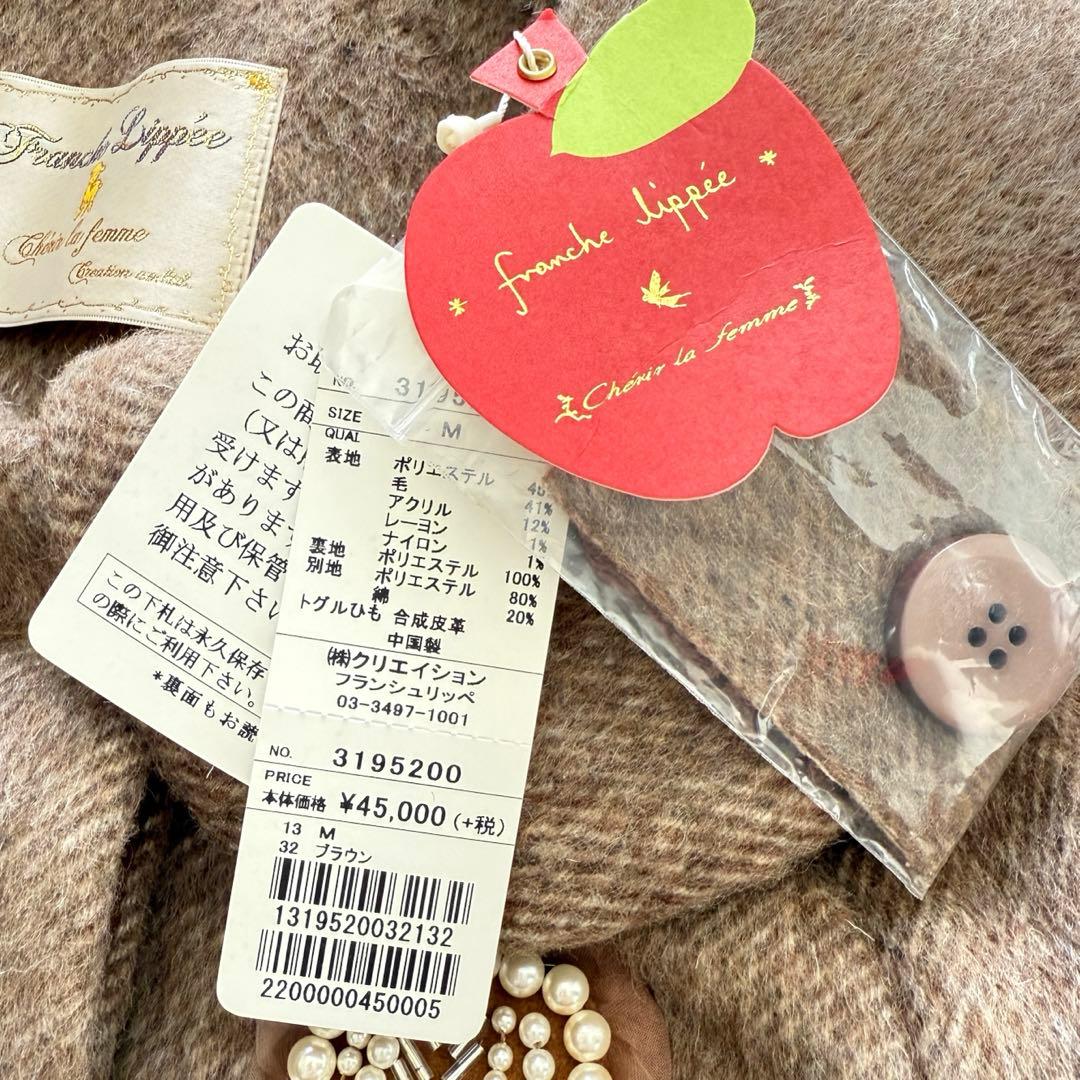 Franche Lippée
Chérir la femme
Creation
franche lippée
Chérir la femme
この商
(又は
受けます
がありま
用及び保管
御注意下さい
この下札は永久保存
の際にご利用下さい。
*裏面もお読
NO. 3195
SIZE M
QUAL
表地 ポリエステル
毛 41%
アクリル 12%
レーヨン 1%
ナイロン 1%
裏地 ポリエステル 100%
別地 ポリエステル 80%
綿 20%
トグルひも 合成皮革
中国製
(株)クリエイション
フランシュリッペ
03-3497-1001
NO. 3195200
PRICE
本体価格 ¥45,000(+税)
13 M
32 ブラウン
1319520032132
2200000450005